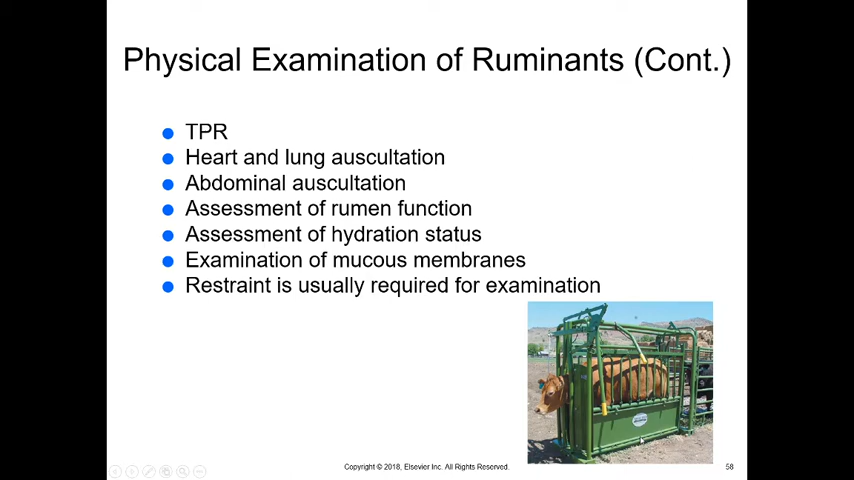 Physical Examination of Ruminants (Cont.)
TPR
Heart and lung auscultation
Abdominal auscultation
Assessment of rumen function
Assessment of hydration status
Examination of mucous membranes
Restraint is usually required for examination
Copyright © 2018, Elsevier Inc. All Rights Reserved.
58